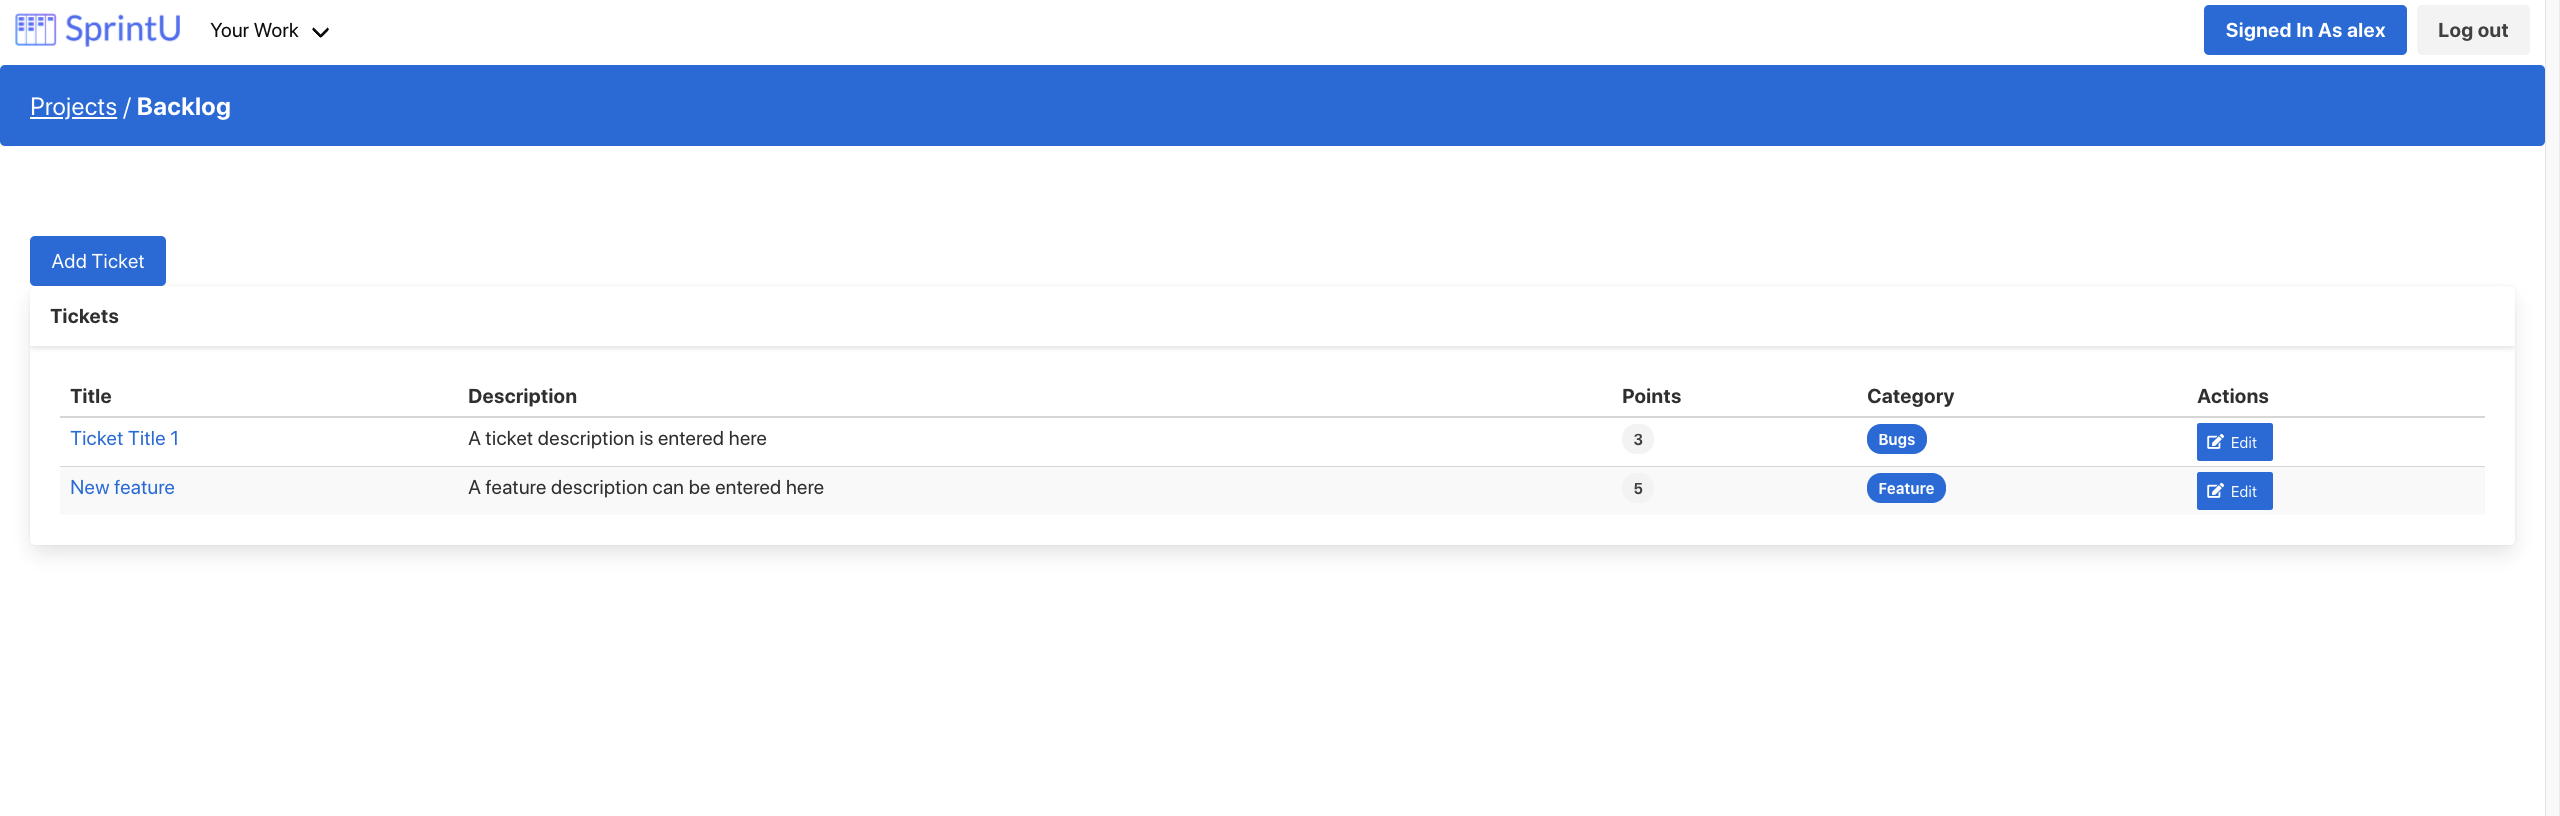 SprintU Your Work Signed In As alex Log out
Projects / Backlog
Add Ticket
Tickets
Title Description Points Category Actions
Ticket Title 1 A ticket description is entered here 3 Bugs Edit
New feature A feature description can be entered here 5 Feature Edit